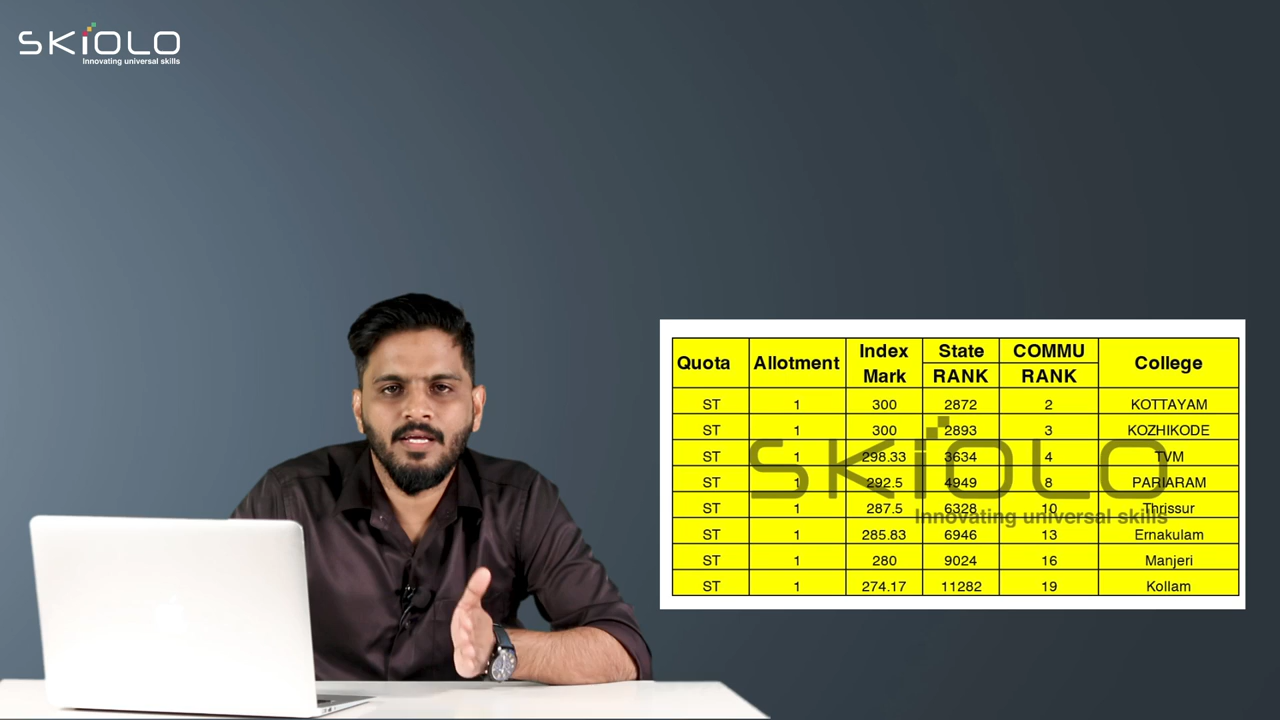 SKiOLO
Innovating universal skills
Quota Allotment Index Mark State RANK COMMU RANK College
ST 1 300 2872 2 KOTTAYAM
ST 1 300 2893 3 KOZHIKODE
ST 1 298.33 3634 4 TVM
ST 1 292.5 4949 8 PARIARAM
ST 1 287.5 6328 10 Thrissur
ST 1 285.83 6946 13 Ernakulam
ST 1 280 9024 16 Manjeri
ST 1 274.17 11282 19 Kollam
SKiOLO
Innovating universal skills